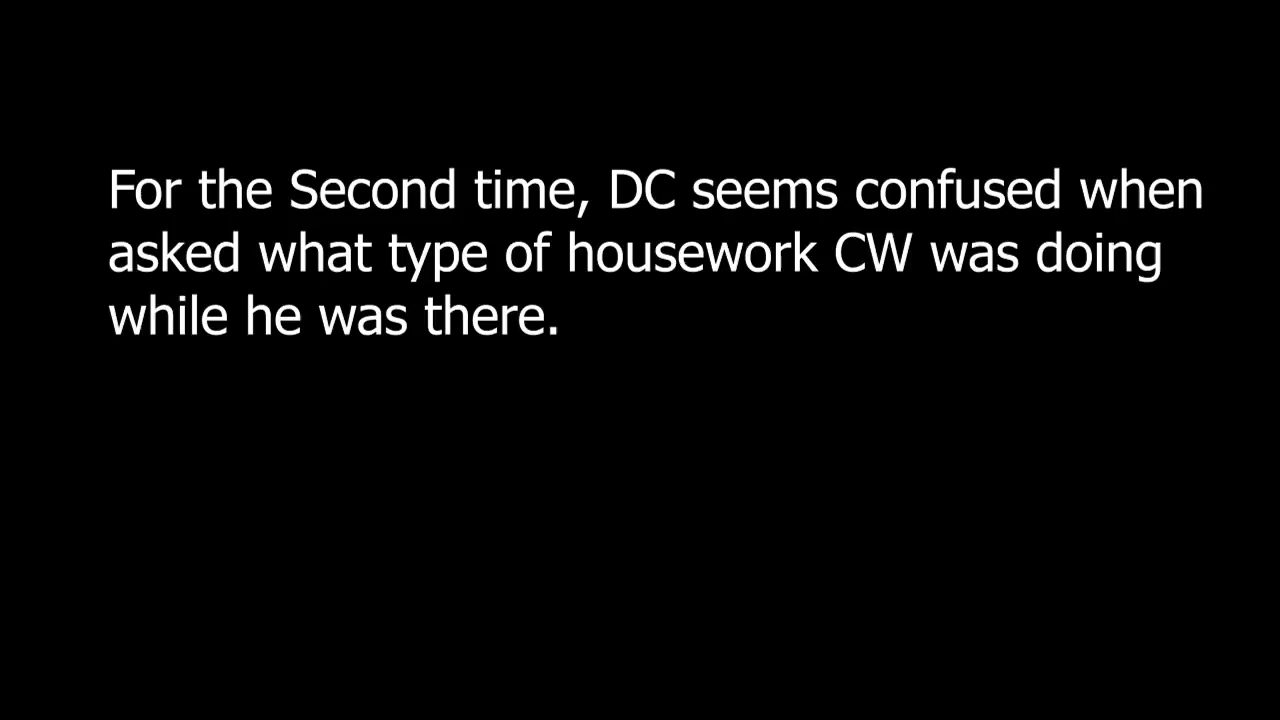 For the Second time, DC seems confused when
asked what type of housework CW was doing
while he was there.